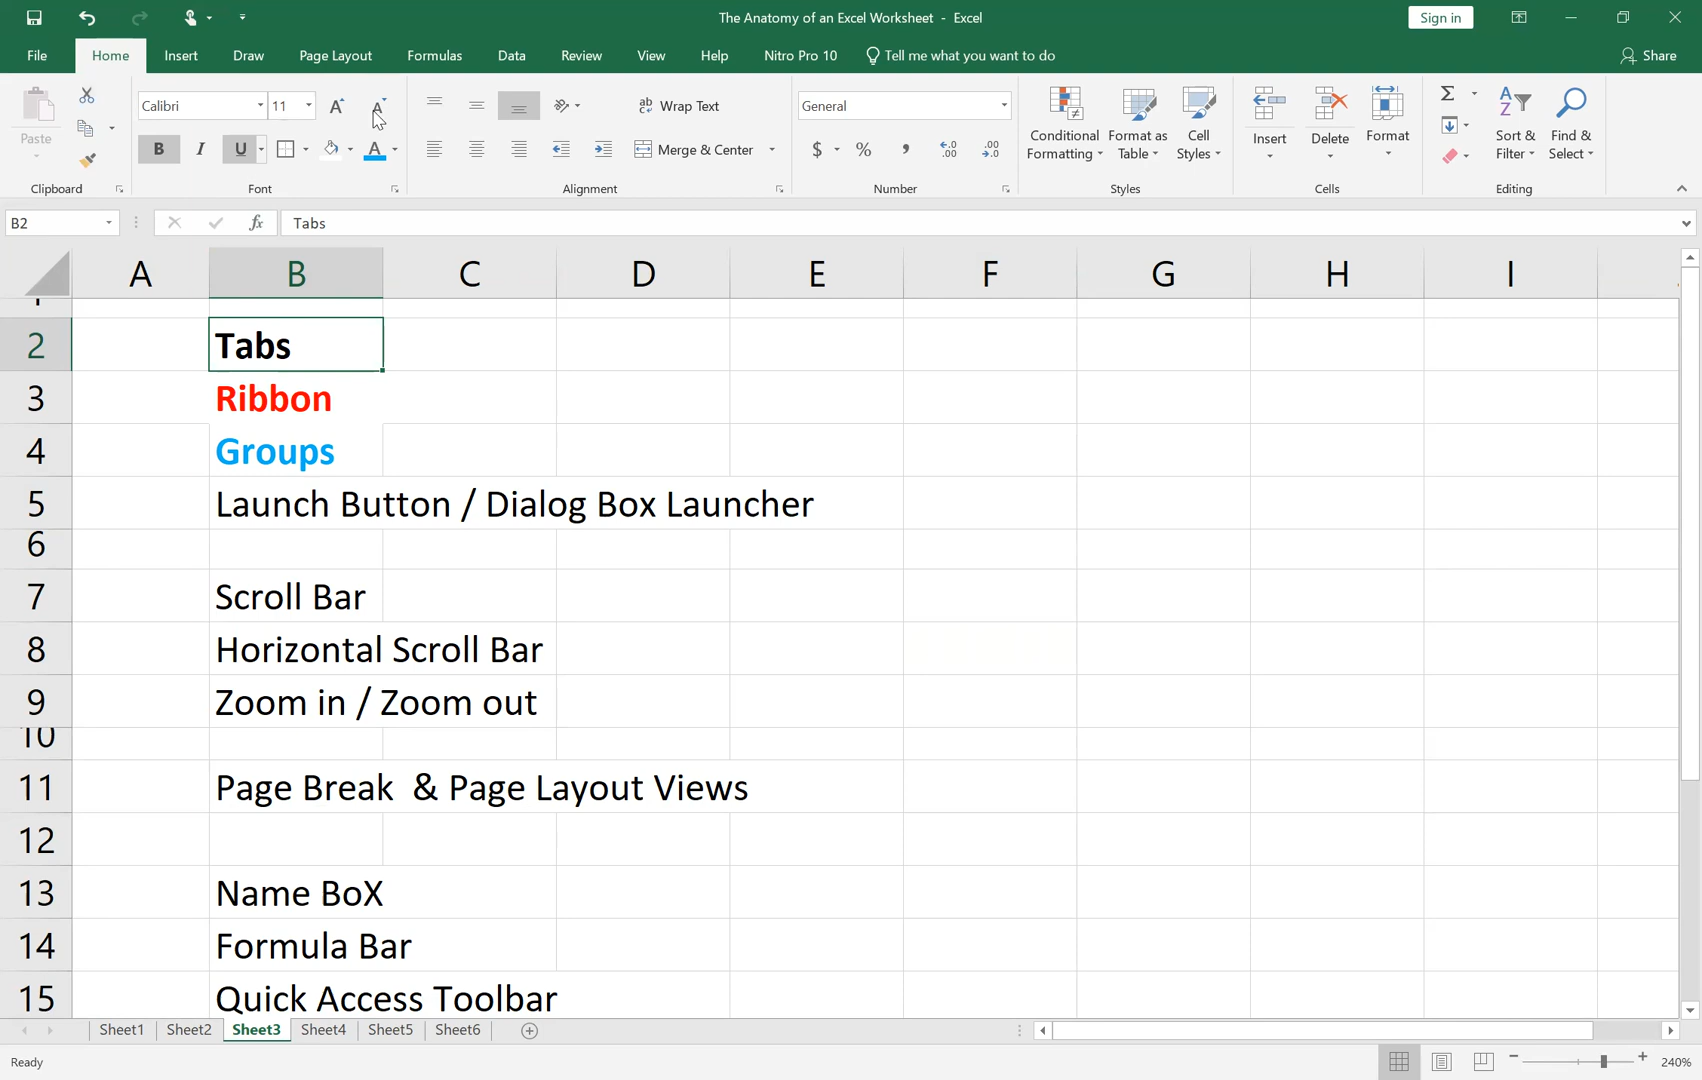 The Anatomy of an Excel Worksheet - Excel
Sign in
File Home Insert Draw Page Layout Formulas Data Review View Help Nitro Pro 10 Tell me what you want to do Share
Paste
Clipboard
Calibri 11
B I U A
Font
ab Wrap Text
Merge & Center
Alignment
General
$ % , .00 .00
Number
Conditional Formatting
Format as Table
Cell Styles
Styles
Insert
Delete
Format
Cells
Σ
Sort & Filter
Find & Select
Editing
B2 fx Tabs
A B C D E F G H I
2 Tabs
3 Ribbon
4 Groups
5 Launch Button / Dialog Box Launcher
6
7 Scroll Bar
8 Horizontal Scroll Bar
9 Zoom in / Zoom out
10
11 Page Break & Page Layout Views
12
13 Name BoX
14 Formula Bar
15 Quick Access Toolbar
Sheet1 Sheet2 Sheet3 Sheet4 Sheet5 Sheet6
Ready 240%